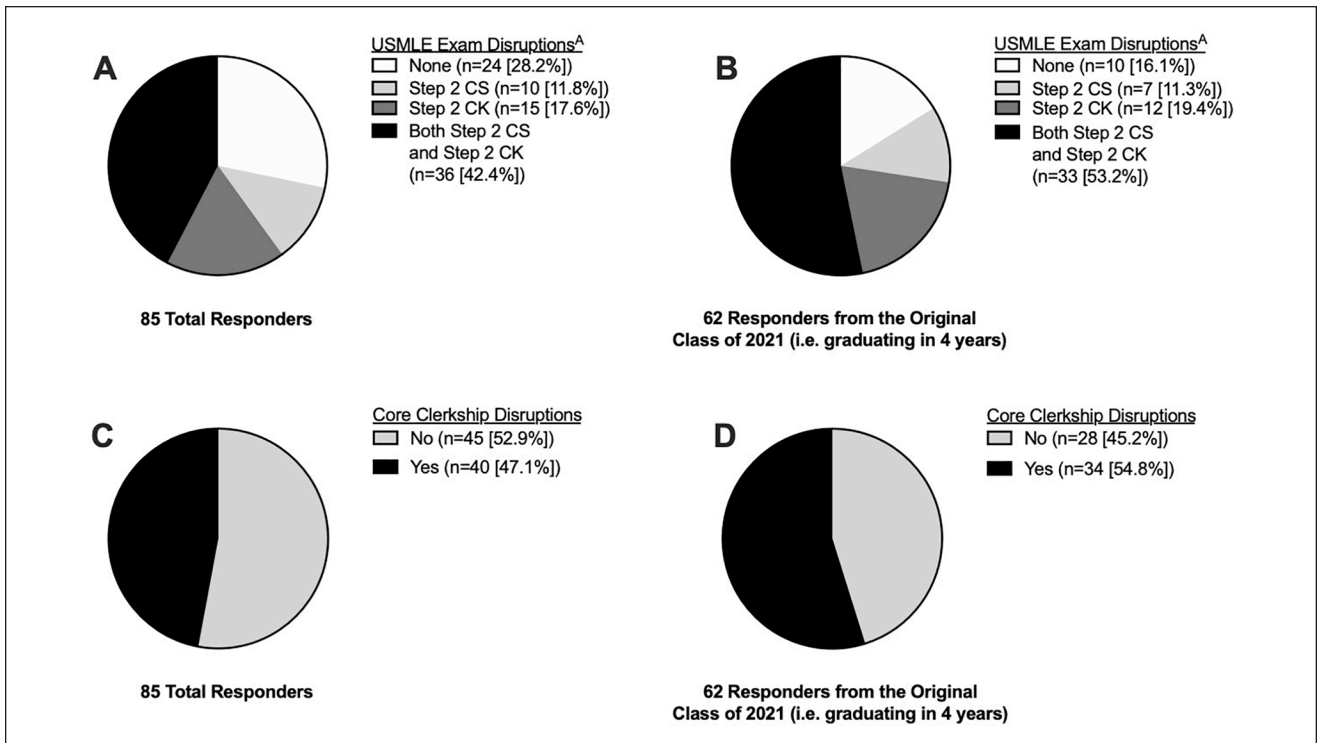 A
USMLE Exam Disruptionsᴬ
None (n=24 [28.2%])
Step 2 CS (n=10 [11.8%])
Step 2 CK (n=15 [17.6%])
Both Step 2 CS
and Step 2 CK
(n=36 [42.4%])
85 Total Responders
B
USMLE Exam Disruptionsᴬ
None (n=10 [16.1%])
Step 2 CS (n=7 [11.3%])
Step 2 CK (n=12 [19.4%])
Both Step 2 CS
and Step 2 CK
(n=33 [53.2%])
62 Responders from the Original
Class of 2021 (i.e. graduating in 4 years)
C
Core Clerkship Disruptions
No (n=45 [52.9%])
Yes (n=40 [47.1%])
85 Total Responders
D
Core Clerkship Disruptions
No (n=28 [45.2%])
Yes (n=34 [54.8%])
62 Responders from the Original
Class of 2021 (i.e. graduating in 4 years)